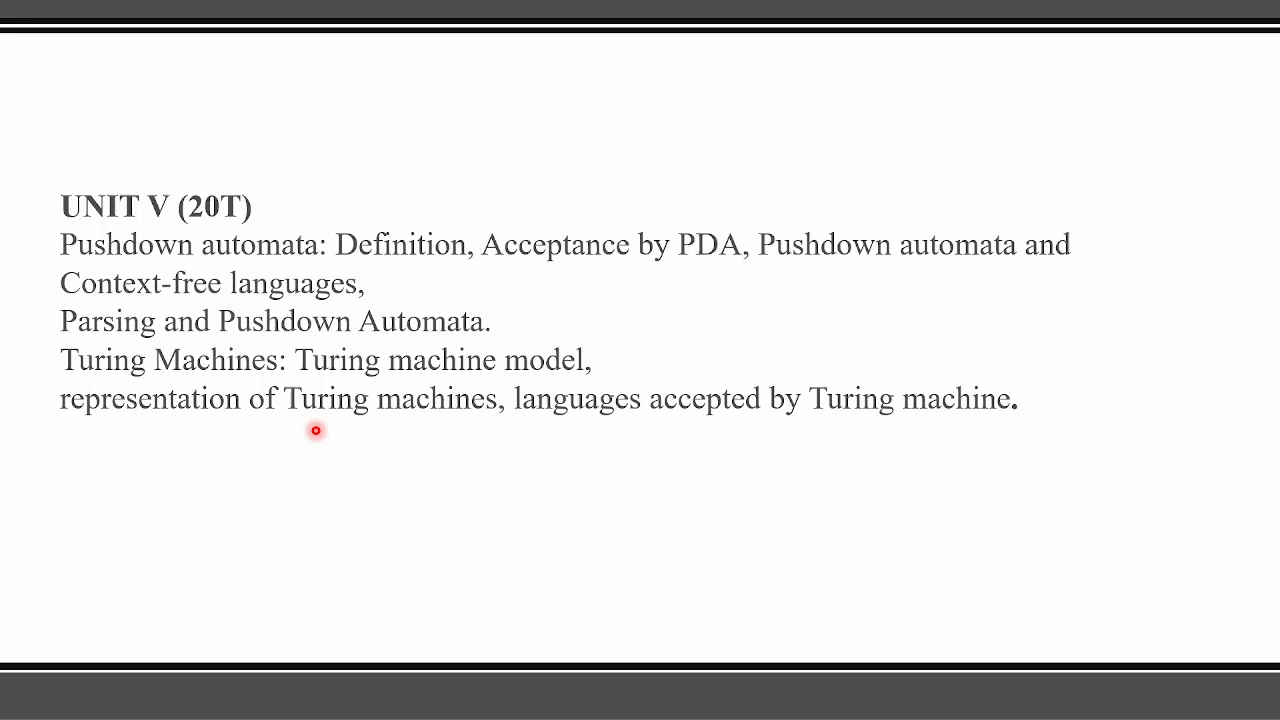 UNIT V (20T)
Pushdown automata: Definition, Acceptance by PDA, Pushdown automata and
Context-free languages,
Parsing and Pushdown Automata.
Turing Machines: Turing machine model,
representation of Turing machines, languages accepted by Turing machine.